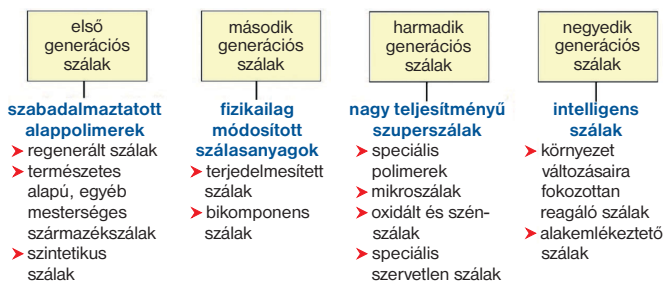 első
generációs
szálak
szabadalmaztatott
alappolimerek
➤ regenerált szálak
➤ természetes
alapú, egyéb
mesterséges
származékszálak
➤ szintetikus
szálak
második
generációs
szálak
fizikailag
módosított
szálasanyagok
➤ terjedelmesített
szálak
➤ bikomponens
szálak
harmadik
generációs
szálak
nagy teljesítményű
szuperszálak
➤ speciális
polimerek
➤ mikroszálak
➤ oxidált és szén-
szálak
➤ speciális
szervetlen szálak
negyedik
generációs
szálak
intelligens
szálak
➤ környezet
változásaira
fokozottan
reagáló szálak
➤ alakemlékeztető
szálak